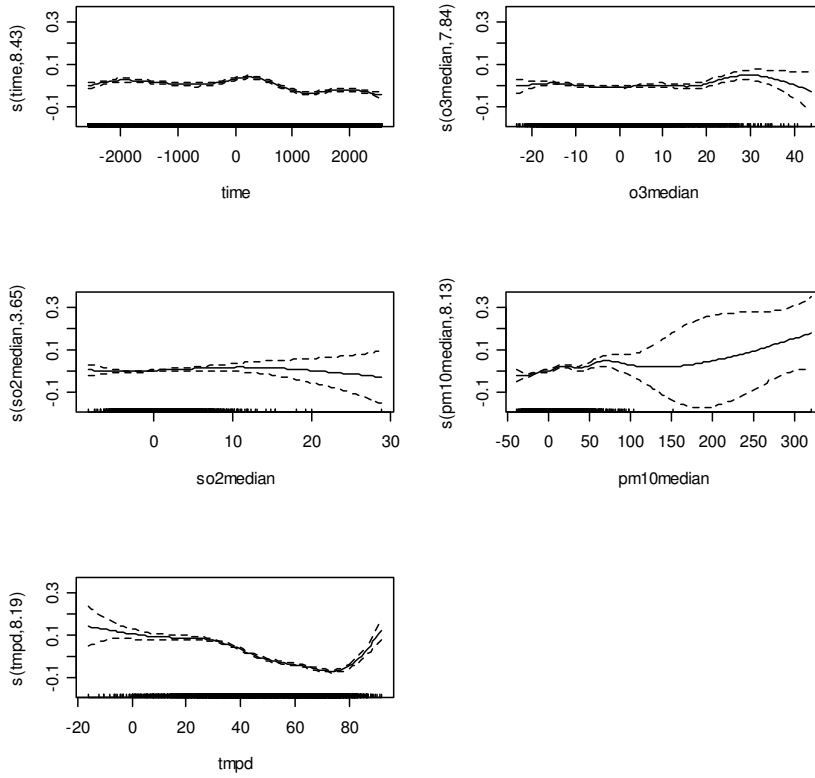 s(time,8.43)
0.3
0.1
-0.1
-2000 -1000 0 1000 2000
time
s(o3median,7.84)
0.3
0.1
-0.1
-20 -10 0 10 20 30 40
o3median
s(so2median,3.65)
0.3
0.1
-0.1
0 10 20 30
so2median
s(pm10median,8.13)
0.3
0.1
-0.1
-50 0 50 100 150 200 250 300
pm10median
s(tmpd,8.19)
0.3
0.1
-0.1
-20 0 20 40 60 80
tmpd